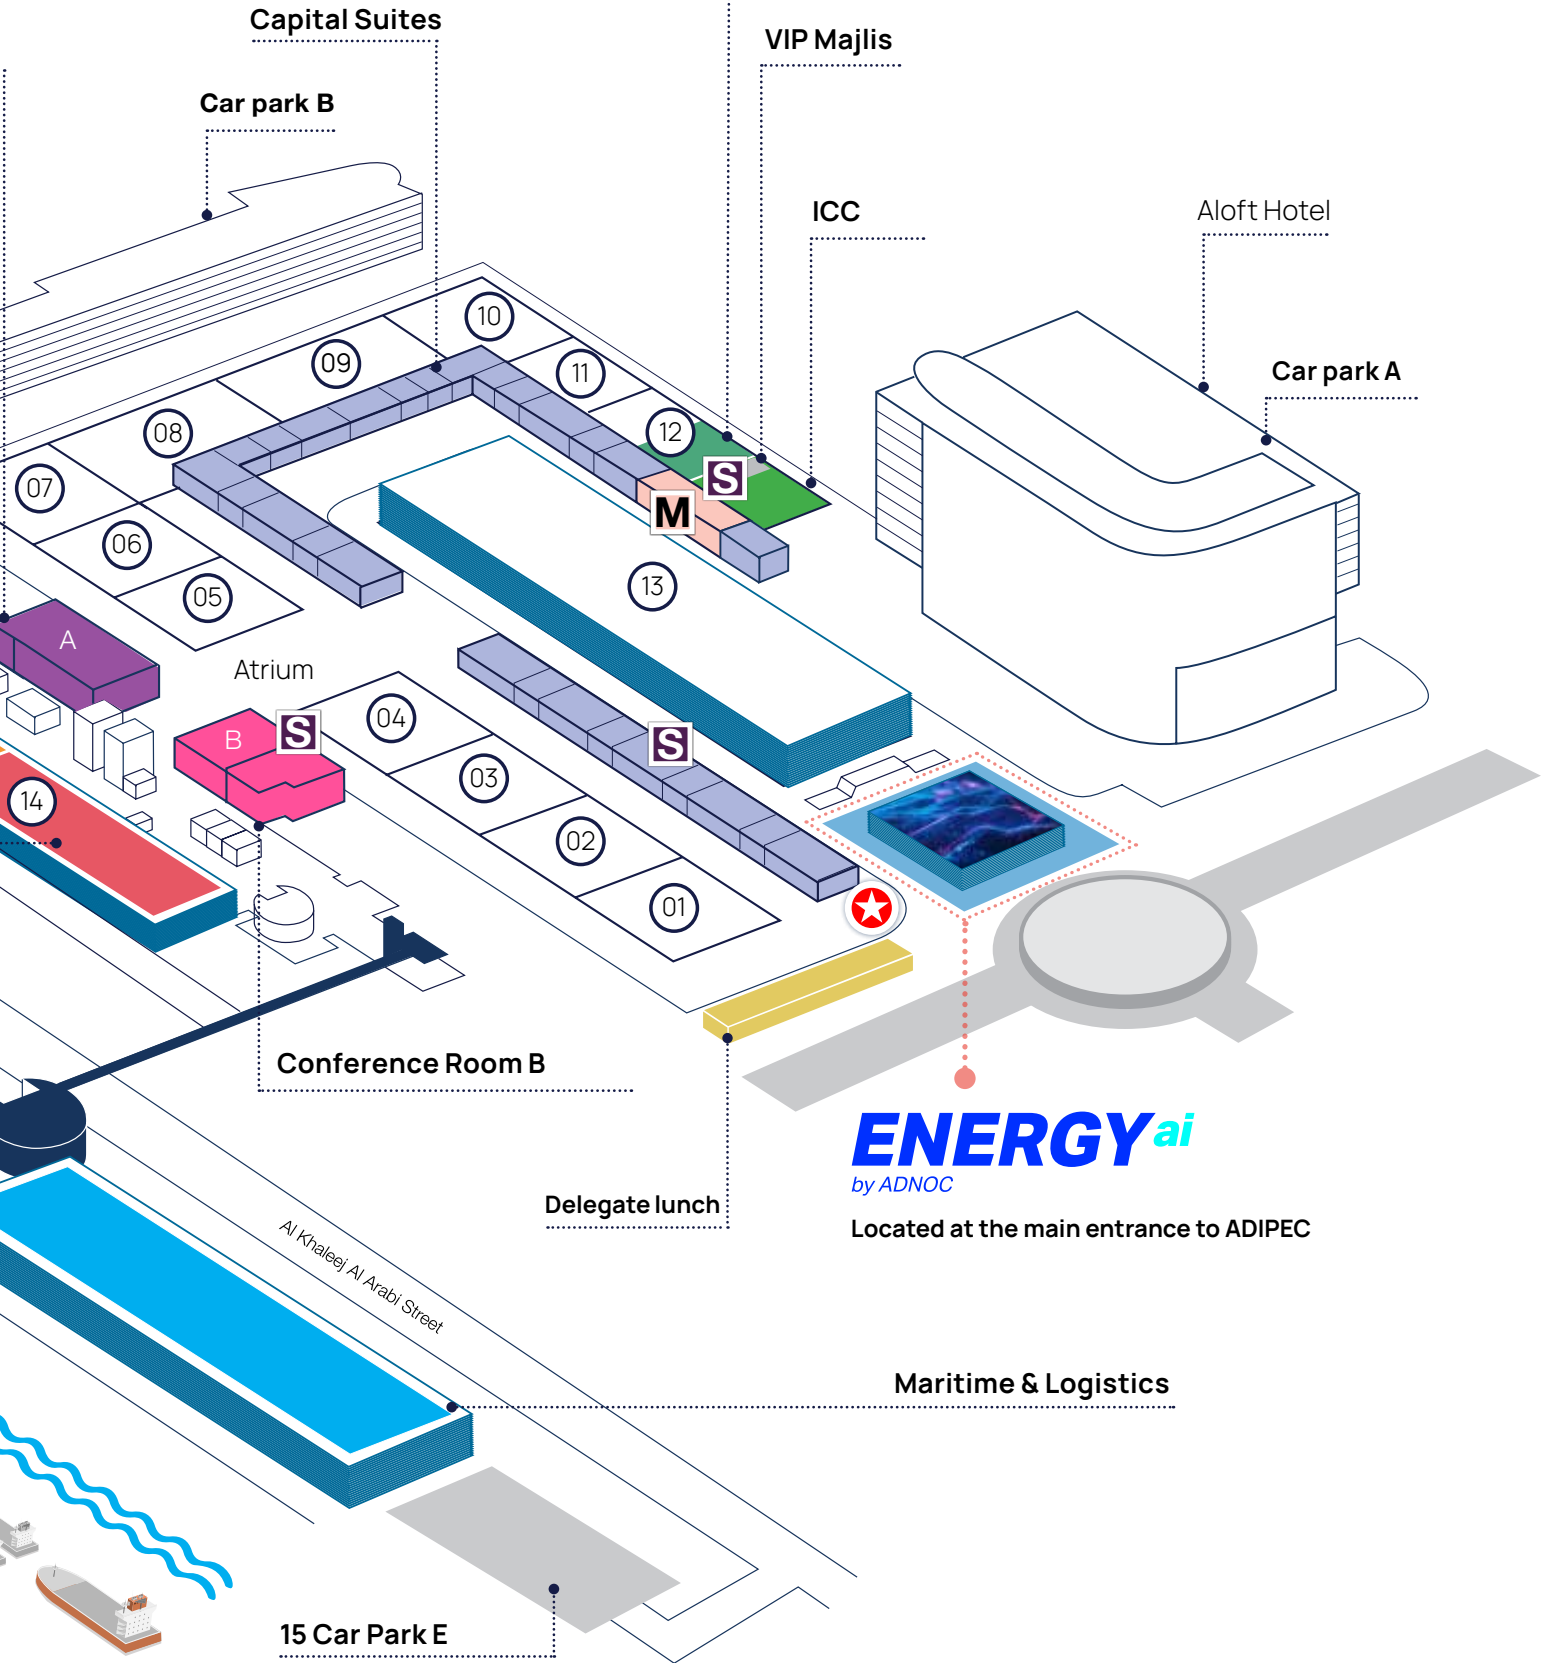 Capital Suites
VIP Majlis
Car park B
ICC
Aloft Hotel
Car park A
10
09
11
08
12
07
S
M
06
13
05
A
Atrium
04
B
S
S
03
14
02
01
Conference Room B
ENERGY ai
by ADNOC
Delegate lunch
Located at the main entrance to ADIPEC
Al Khaleej Al Arabi Street
Maritime & Logistics
15 Car Park E